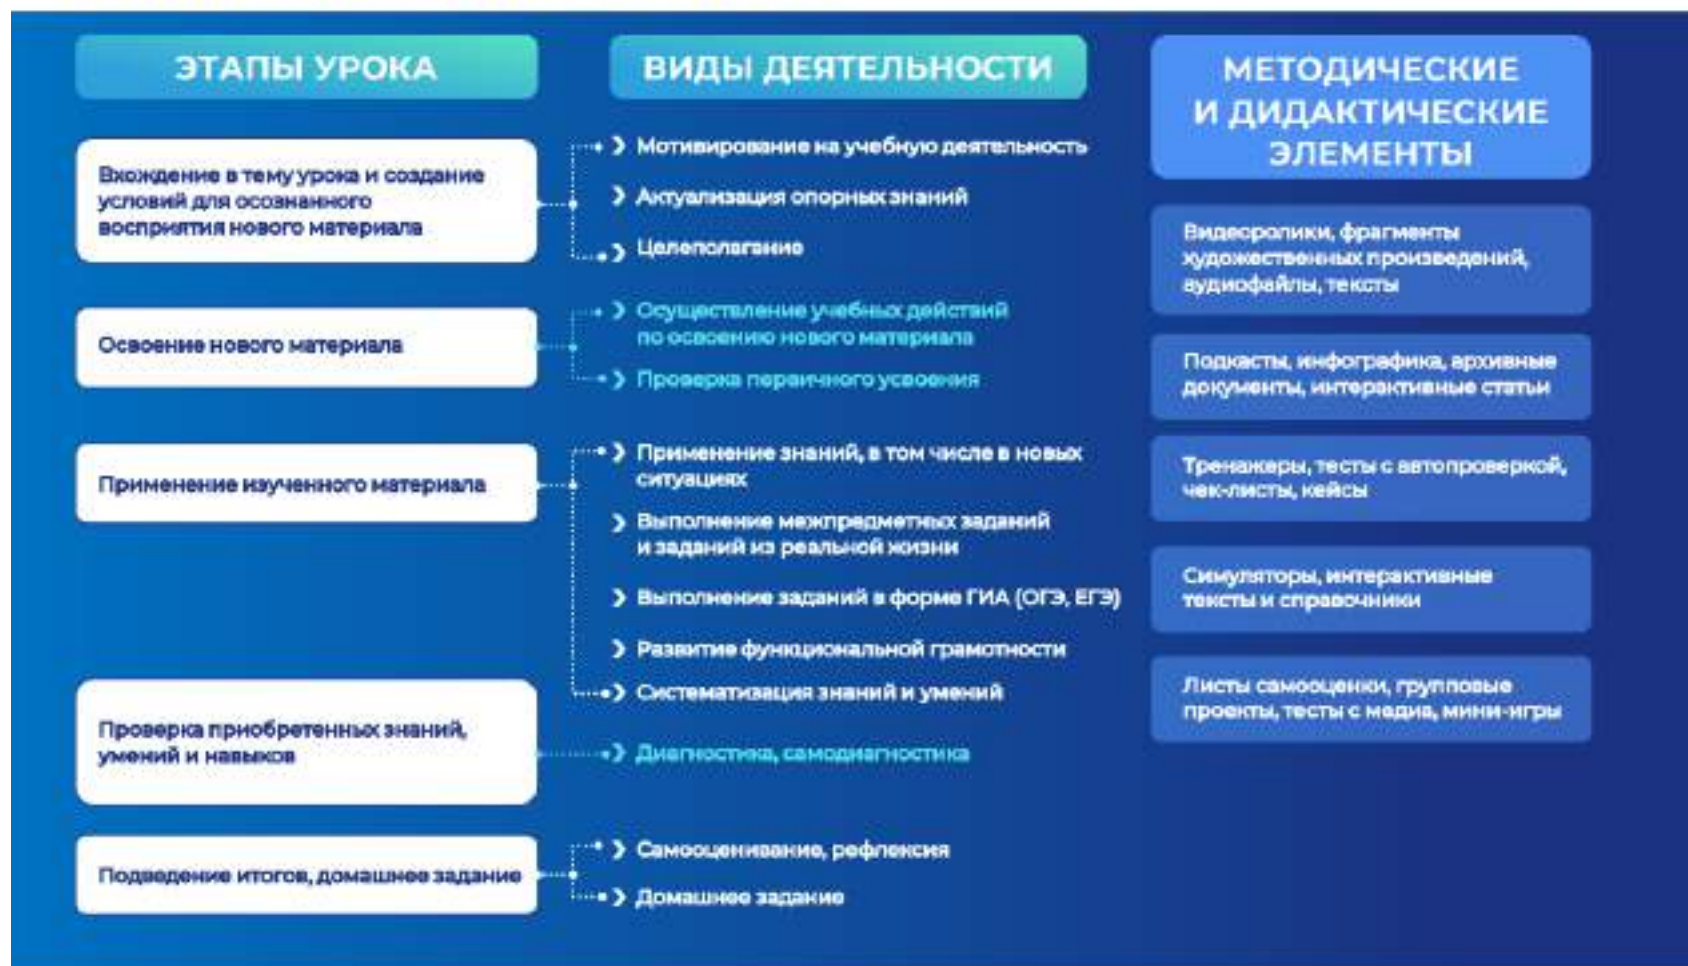 ЭТАПЫ УРОКА
Вхождение в тему урока и создание
условий для осознанного
восприятия нового материала
Освоение нового материала
Применение изученного материала
Проверка приобретенных знаний,
умений и навыков
Подведение итогов, домашнее задание
ВИДЫ ДЕЯТЕЛЬНОСТИ
Мотивирование на учебную деятельность
Актуализация опорных знаний
Целеполагание
Осуществление учебных действий
по освоению нового материала
Проверка первичного усвоения
Применение знаний, в том числе в новых
ситуациях
Выполнение межпредметных заданий
и заданий из реальной жизни
Выполнение заданий в форме ГИА (ОГЭ, ЕГЭ)
Развитие функциональной грамотности
Систематизация знаний и умений
Диагностика, самодиагностика
Самооценивание, рефлексия
Домашнее задание
МЕТОДИЧЕСКИЕ
И ДИДАКТИЧЕСКИЕ
ЭЛЕМЕНТЫ
Видеоролики, фрагменты
художественных произведений,
аудиофайлы, тексты
Подкасты, инфографика, архивные
документы, интерактивные статьи
Тренажеры, тесты с автопроверкой,
чек-листы, кейсы
Симуляторы, интерактивные
тексты и справочники
Листы самооценки, групповые
проекты, тесты с медиа, мини-игры